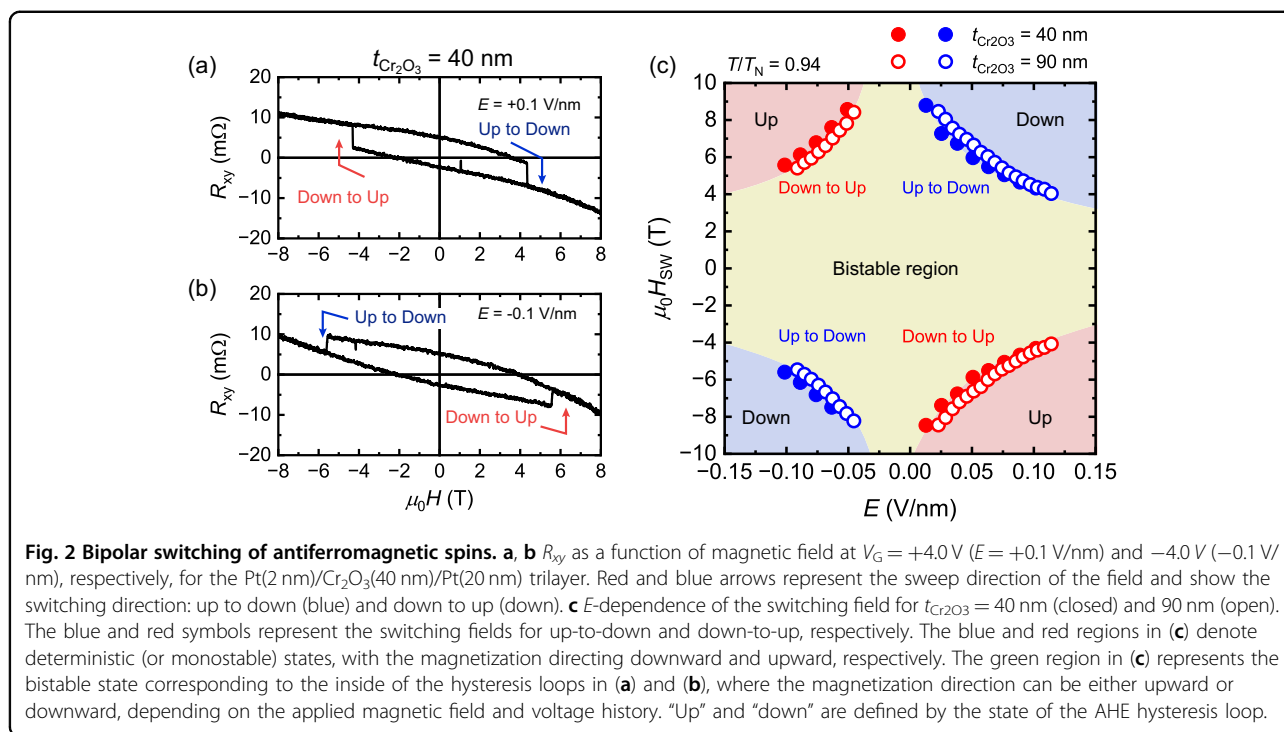 t_Cr2O3 = 40 nm
(a)
20
10
0
−10
−20
R_xy (mΩ)
E = +0.1 V/nm
Up to Down
Down to Up
−8 −6 −4 −2 0 2 4 6 8
(b)
20
10
0
−10
−20
R_xy (mΩ)
E = -0.1 V/nm
Up to Down
Down to Up
−8 −6 −4 −2 0 2 4 6 8
μ0H (T)
t_Cr2O3 = 40 nm
t_Cr2O3 = 90 nm
(c)
T/T_N = 0.94
10
8
6
4
2
0
−2
−4
−6
−8
−10
μ0H_SW (T)
Up
Down
Down to Up
Up to Down
Bistable region
Up to Down
Down to Up
Down
Up
−0.15 −0.10 −0.05 0.00 0.05 0.10 0.15
E (V/nm)
Fig. 2 Bipolar switching of antiferromagnetic spins. a, b R_xy as a function of magnetic field at V_G = +4.0 V (E = +0.1 V/nm) and −4.0 V (−0.1 V/
nm), respectively, for the Pt(2 nm)/Cr2O3(40 nm)/Pt(20 nm) trilayer. Red and blue arrows represent the sweep direction of the field and show the
switching direction: up to down (blue) and down to up (down). c E-dependence of the switching field for t_Cr2O3 = 40 nm (closed) and 90 nm (open).
The blue and red symbols represent the switching fields for up-to-down and down-to-up, respectively. The blue and red regions in (c) denote
deterministic (or monostable) states, with the magnetization directing downward and upward, respectively. The green region in (c) represents the
bistable state corresponding to the inside of the hysteresis loops in (a) and (b), where the magnetization direction can be either upward or
downward, depending on the applied magnetic field and voltage history. “Up” and “down” are defined by the state of the AHE hysteresis loop.